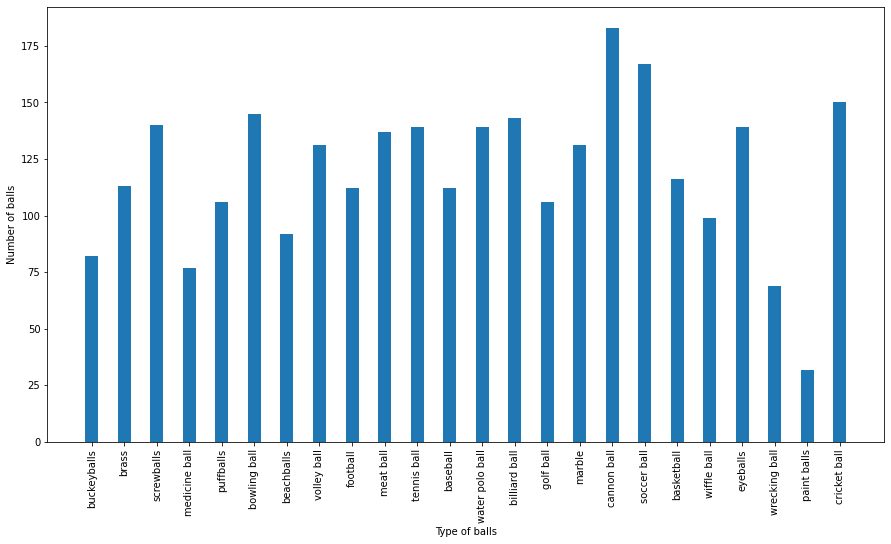 175
150
125
100
75
50
25
0
Number of balls
buckeyballs
brass
screwballs
medicine ball
puffballs
bowling ball
beachballs
volley ball
football
meat ball
tennis ball
baseball
water polo ball
billiard ball
golf ball
marble
cannon ball
soccer ball
basketball
wiffle ball
eyeballs
wrecking ball
paint balls
cricket ball
Type of balls